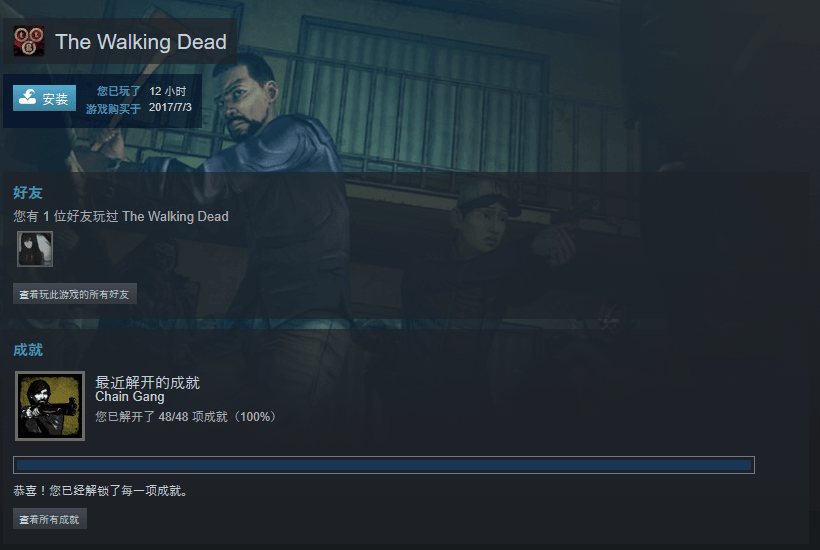 The Walking Dead
安装
您已玩了 12 小时
游戏购买于 2017/7/3
好友
您有 1 位好友玩过 The Walking Dead
查看玩此游戏的所有好友
成就
最近解开的成就
Chain Gang
您已解开了 48/48 项成就（100%）
恭喜！您已经解锁了每一项成就。
查看所有成就